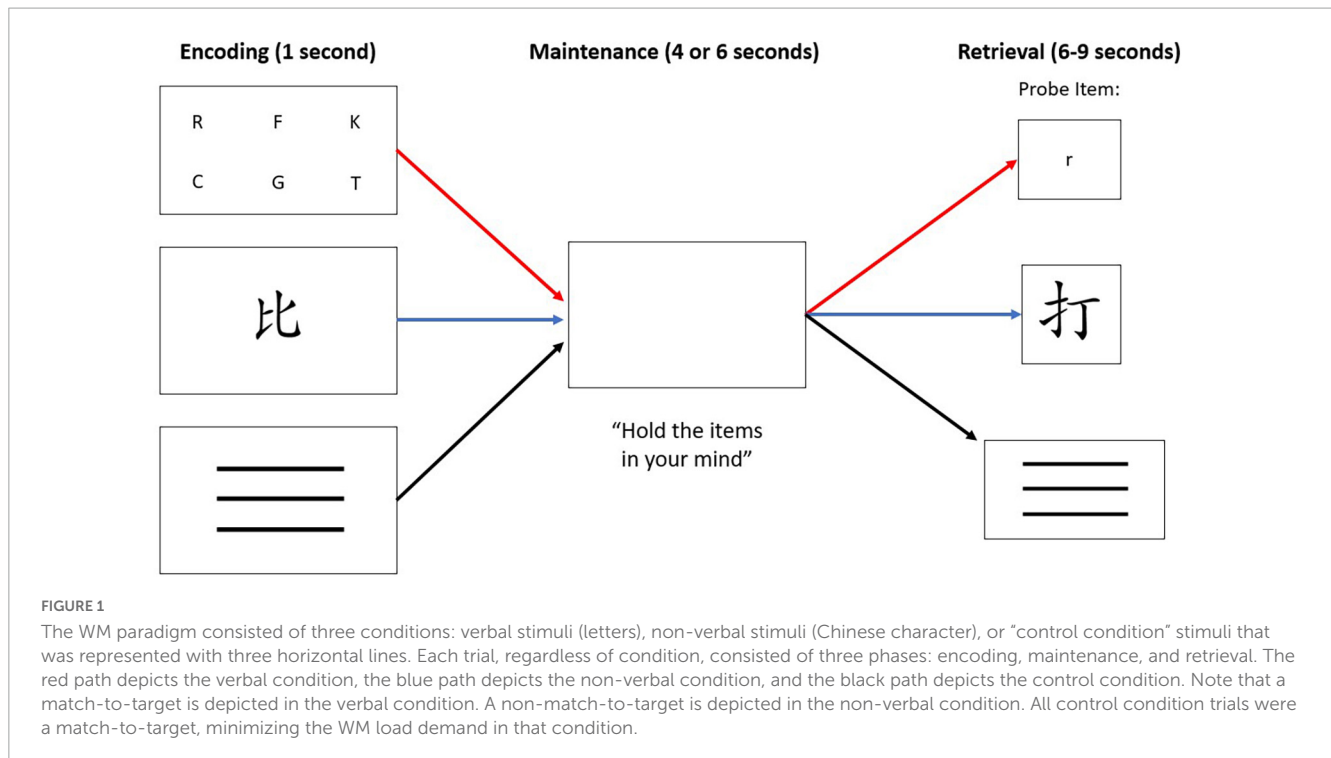 Encoding (1 second)
Maintenance (4 or 6 seconds)
Retrieval (6-9 seconds)
Probe Item:
R F K
C G T
r
比
打
“Hold the items
in your mind”
FIGURE 1
The WM paradigm consisted of three conditions: verbal stimuli (letters), non-verbal stimuli (Chinese character), or “control condition” stimuli that
was represented with three horizontal lines. Each trial, regardless of condition, consisted of three phases: encoding, maintenance, and retrieval. The
red path depicts the verbal condition, the blue path depicts the non-verbal condition, and the black path depicts the control condition. Note that a
match-to-target is depicted in the verbal condition. A non-match-to-target is depicted in the non-verbal condition. All control condition trials were
a match-to-target, minimizing the WM load demand in that condition.